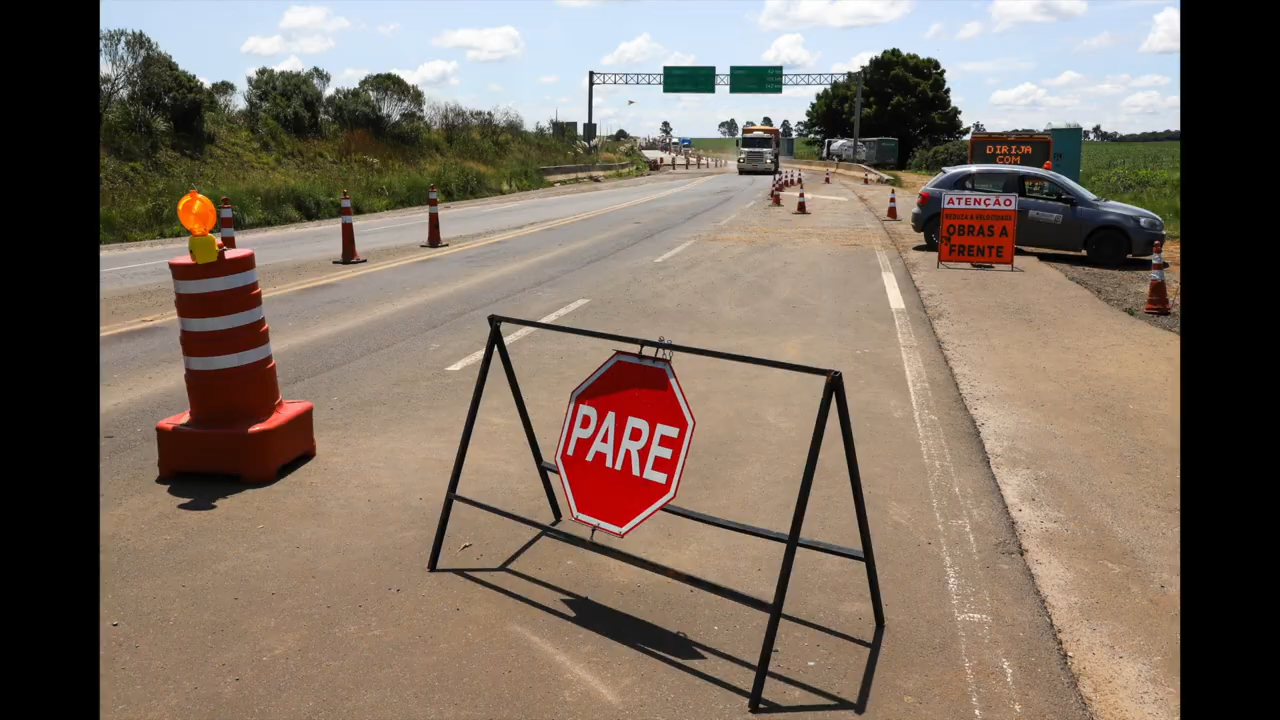 DIRIJA
COM
ATENÇÃO
REDUZA A VELOCIDADE
OBRAS A
FRENTE
PARE